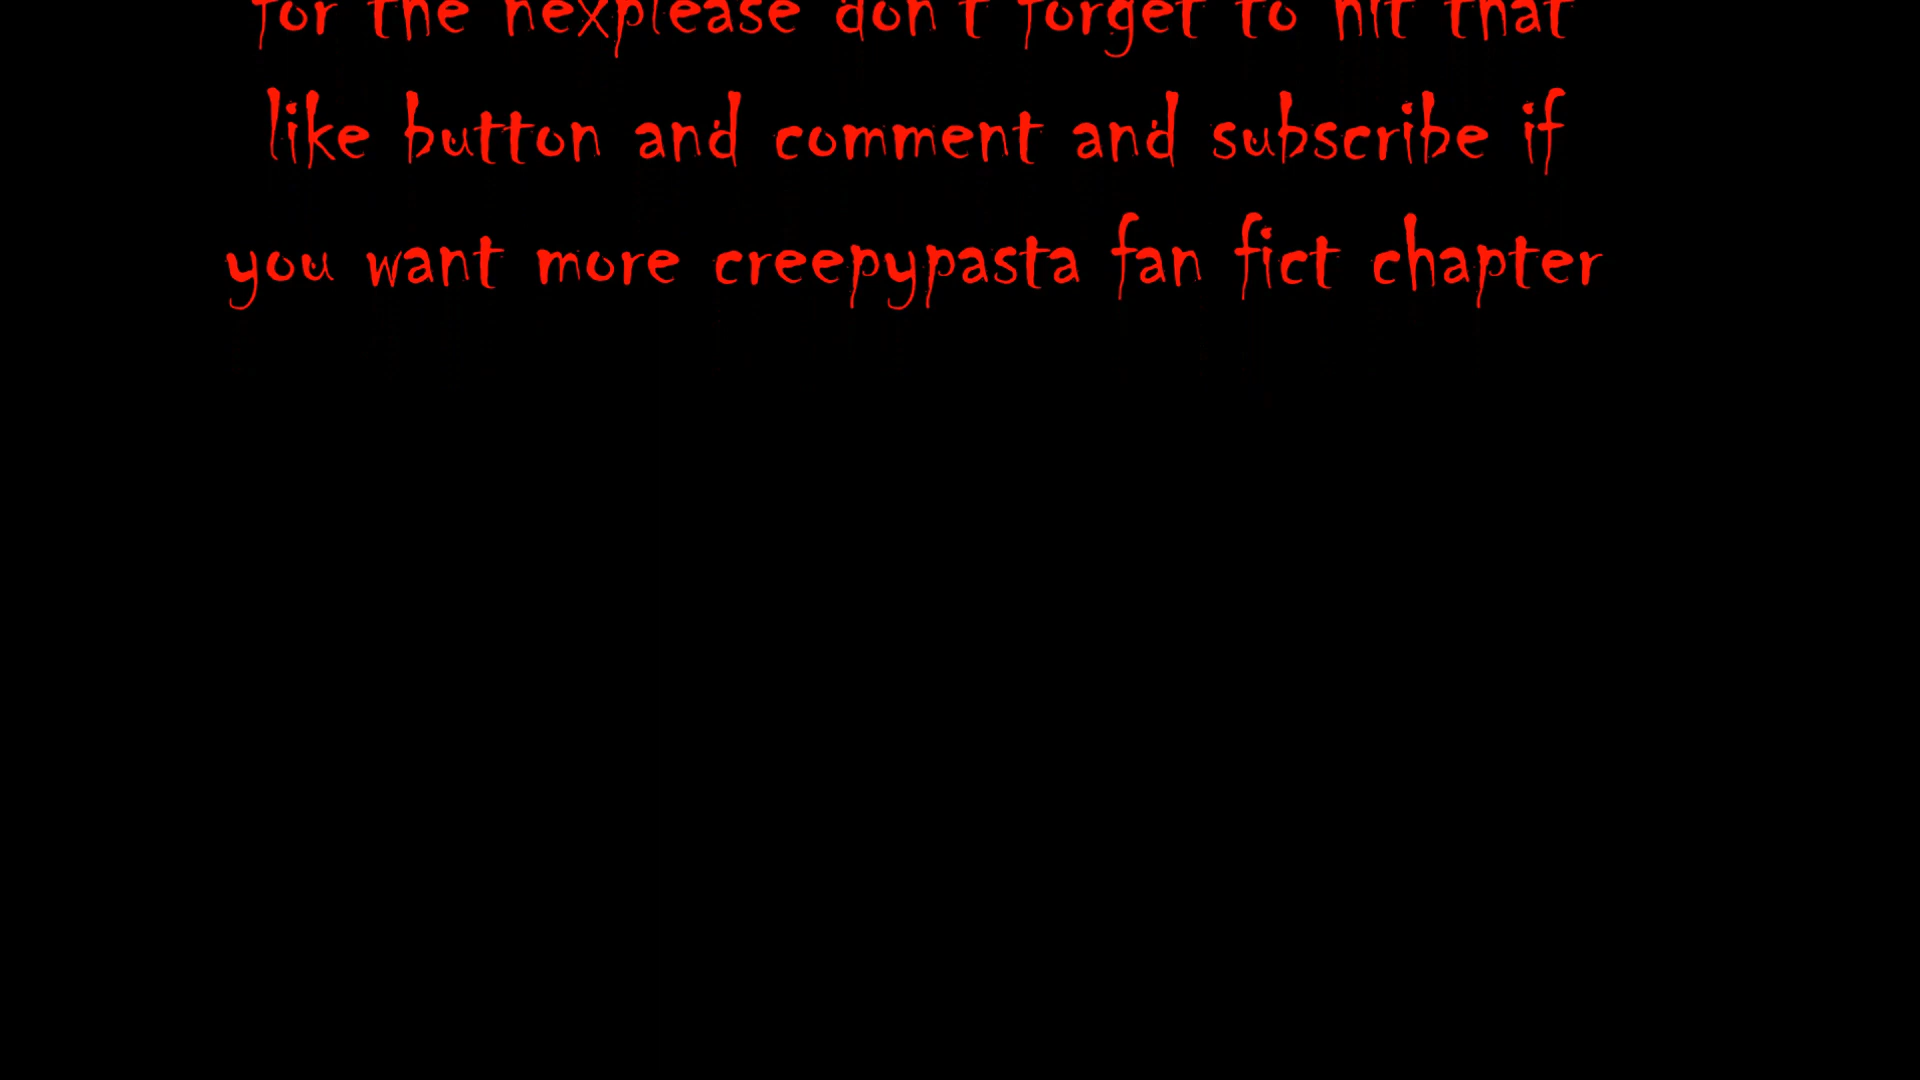 for the nexplease don't forget to hit that
like button and comment and subscribe if
you want more creepypasta fan fict chapter